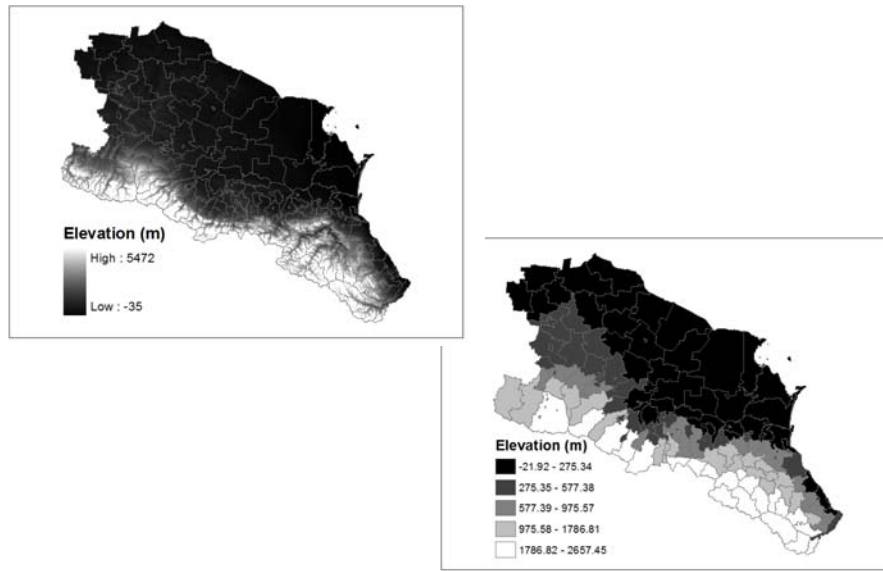 Elevation (m)
High : 5472
Low : -35
Elevation (m)
-21.92 - 275.34
275.35 - 577.38
577.39 - 975.57
975.58 - 1786.81
1786.82 - 2657.45